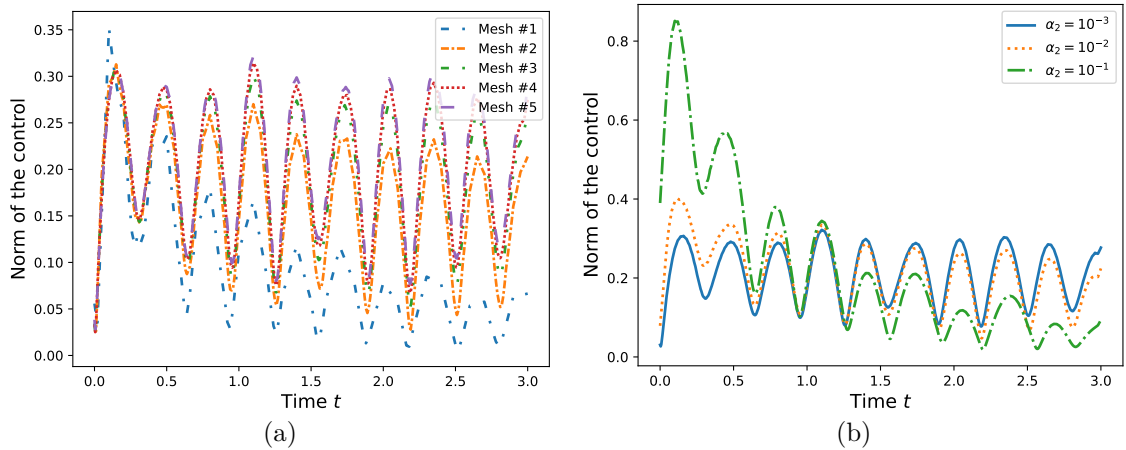 0.35
0.30
0.25
0.20
0.15
0.10
0.05
0.00
Norm of the control
0.0 0.5 1.0 1.5 2.0 2.5 3.0
Time t
Mesh #1
Mesh #2
Mesh #3
Mesh #4
Mesh #5
(a)
0.8
0.6
0.4
0.2
0.0
Norm of the control
0.0 0.5 1.0 1.5 2.0 2.5 3.0
Time t
α₂ = 10⁻³
α₂ = 10⁻²
α₂ = 10⁻¹
(b)